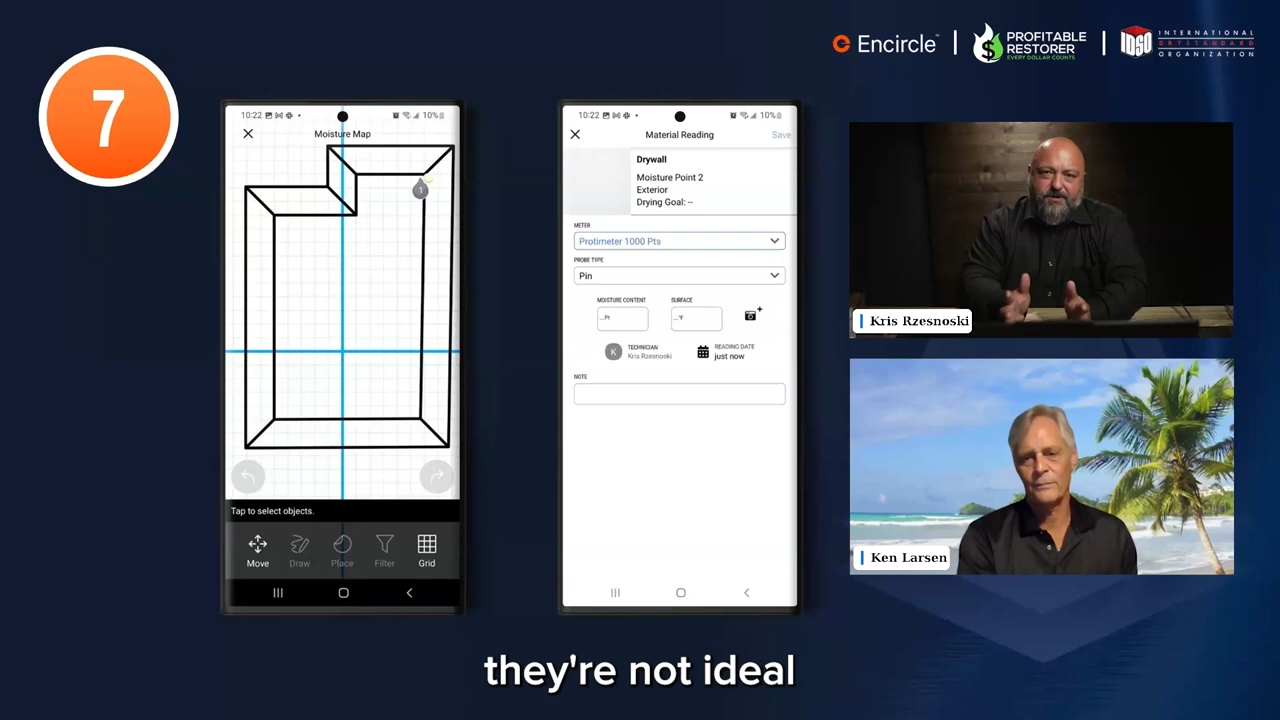 7
Encircle
PROFITABLE
RESTORER
EVERY DOLLAR COUNTS
IDSO
INTERNATIONAL
DRYSTANDARD
ORGANIZATION
10:22
10%
Moisture Map
1
Tap to select objects.
Move
Draw
Place
Filter
Grid
10:22
10%
Material Reading
Save
Drywall
Moisture Point 2
Exterior
Drying Goal: --
METER
Protimeter 1000 Pts
PROBE TYPE
Pin
MOISTURE CONTENT
SURFACE
...Pt
...°F
K
TECHNICIAN
Kris Rzesnoski
READING DATE
just now
NOTE
Kris Rzesnoski
Ken Larsen
they're not ideal